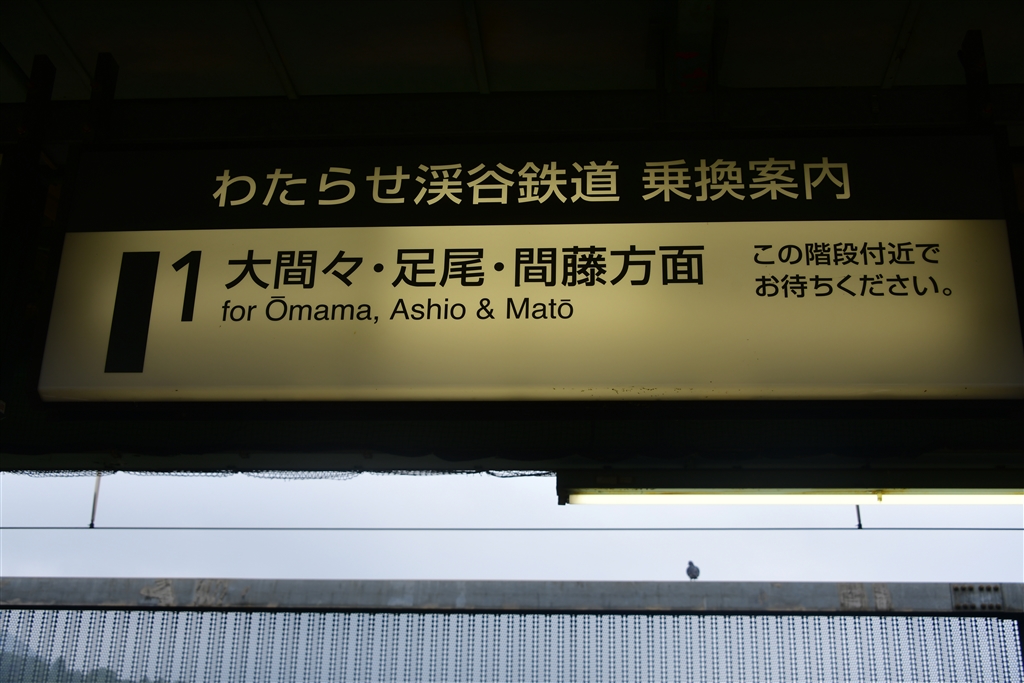 わたらせ渓谷鉄道 乗換案内
1 大間々・足尾・間藤方面
for Ōmama, Ashio & Matō
この階段付近で
お待ちください。